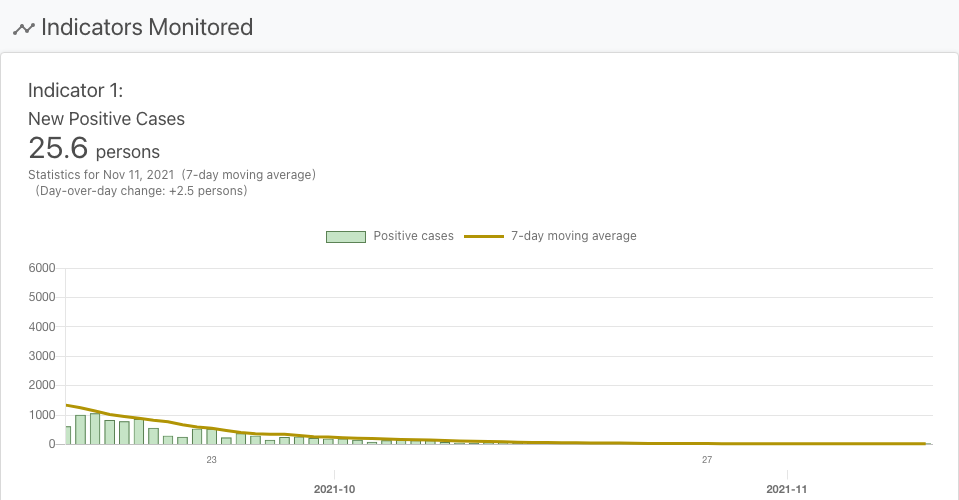 Indicators Monitored
Indicator 1:
New Positive Cases
25.6 persons
Statistics for Nov 11, 2021 (7-day moving average)
(Day-over-day change: +2.5 persons)
Positive cases 7-day moving average
6000
5000
4000
3000
2000
1000
0
23 27
2021-10 2021-11